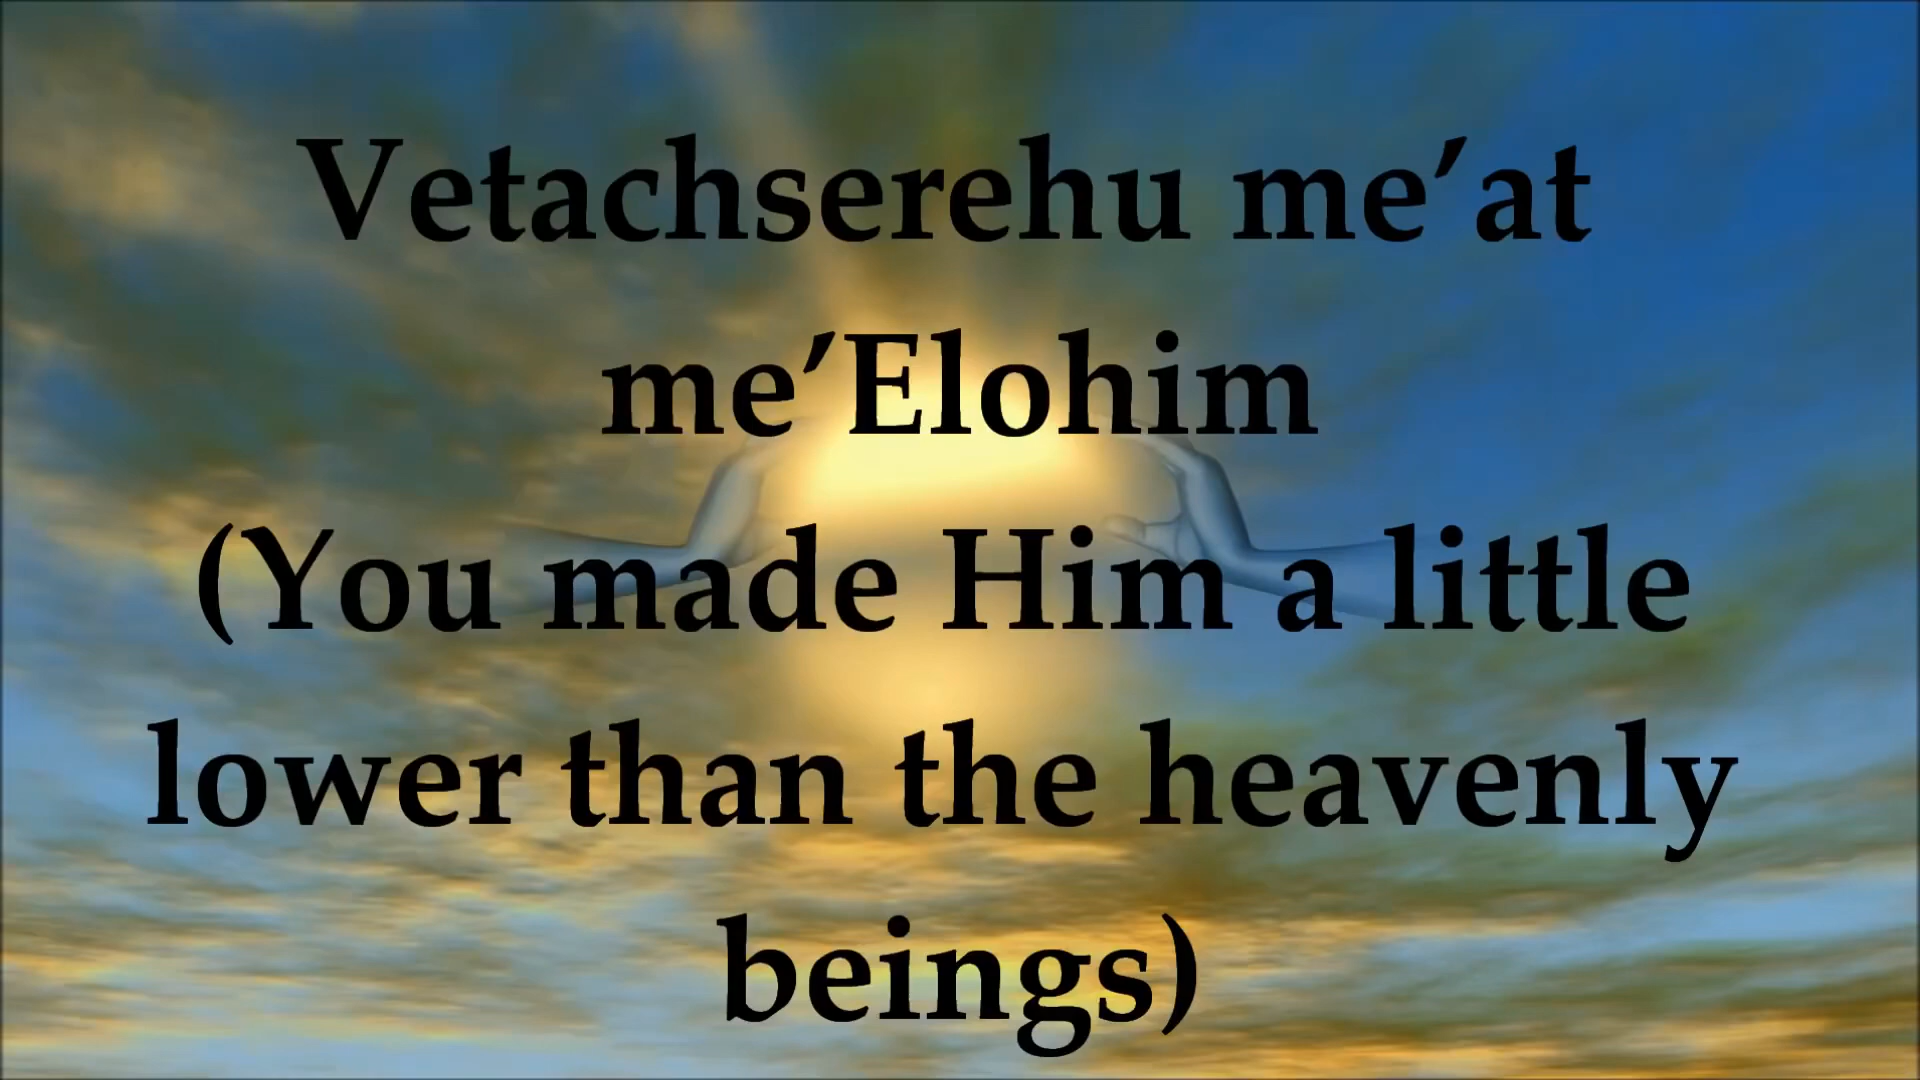 Vetachserehu me’at
me’Elohim
(You made Him a little
lower than the heavenly
beings)